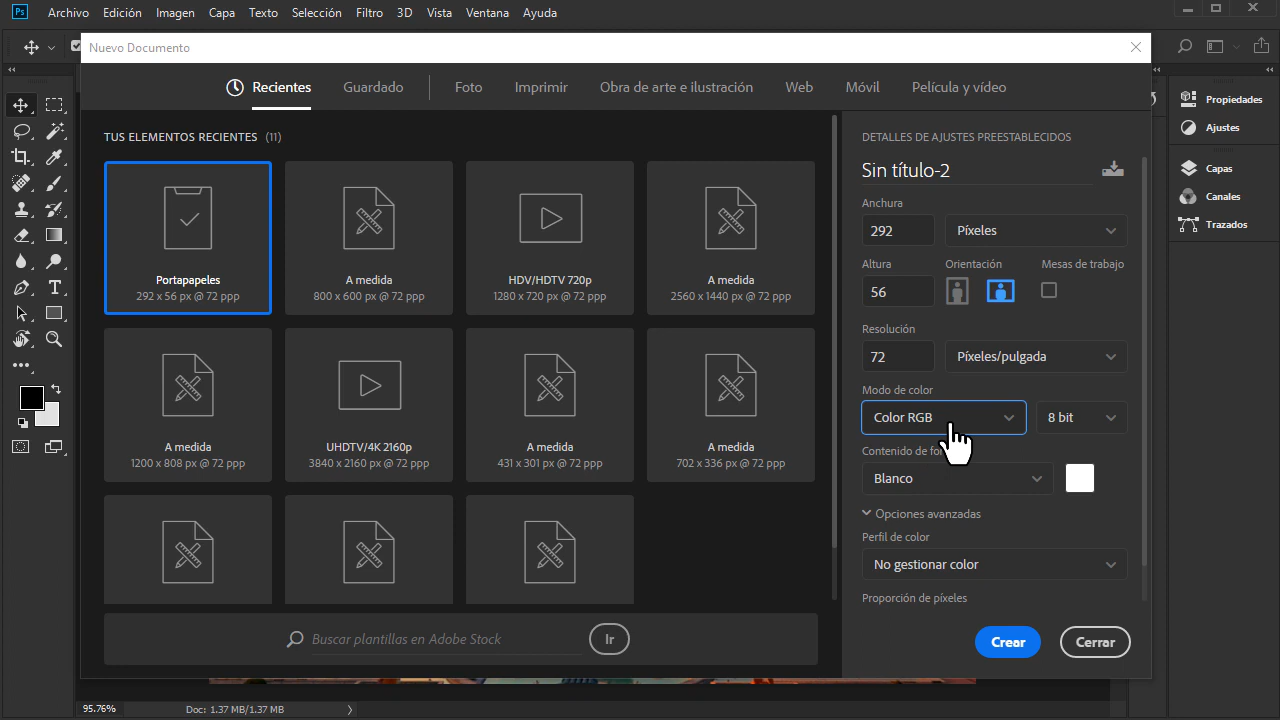 Ps Archivo Edición Imagen Capa Texto Selección Filtro 3D Vista Ventana Ayuda
Nuevo Documento
Recientes Guardado Foto Imprimir Obra de arte e ilustración Web Móvil Película y vídeo
TUS ELEMENTOS RECIENTES (11)
Portapapeles
292 x 56 px @ 72 ppp
A medida
800 x 600 px @ 72 ppp
HDV/HDTV 720p
1280 x 720 px @ 72 ppp
A medida
2560 x 1440 px @ 72 ppp
A medida
1200 x 808 px @ 72 ppp
UHDTV/4K 2160p
3840 x 2160 px @ 72 ppp
A medida
431 x 301 px @ 72 ppp
A medida
702 x 336 px @ 72 ppp
Buscar plantillas en Adobe Stock Ir
DETALLES DE AJUSTES PREESTABLECIDOS
Sin título-2
Anchura
292 Píxeles
Altura Orientación Mesas de trabajo
56
Resolución
72 Píxeles/pulgada
Modo de color
Color RGB 8 bit
Contenido de fo
Blanco
Opciones avanzadas
Perfil de color
No gestionar color
Proporción de píxeles
Crear Cerrar
Propiedades
Ajustes
Capas
Canales
Trazados
95.76% Doc: 1.37 MB/1.37 MB